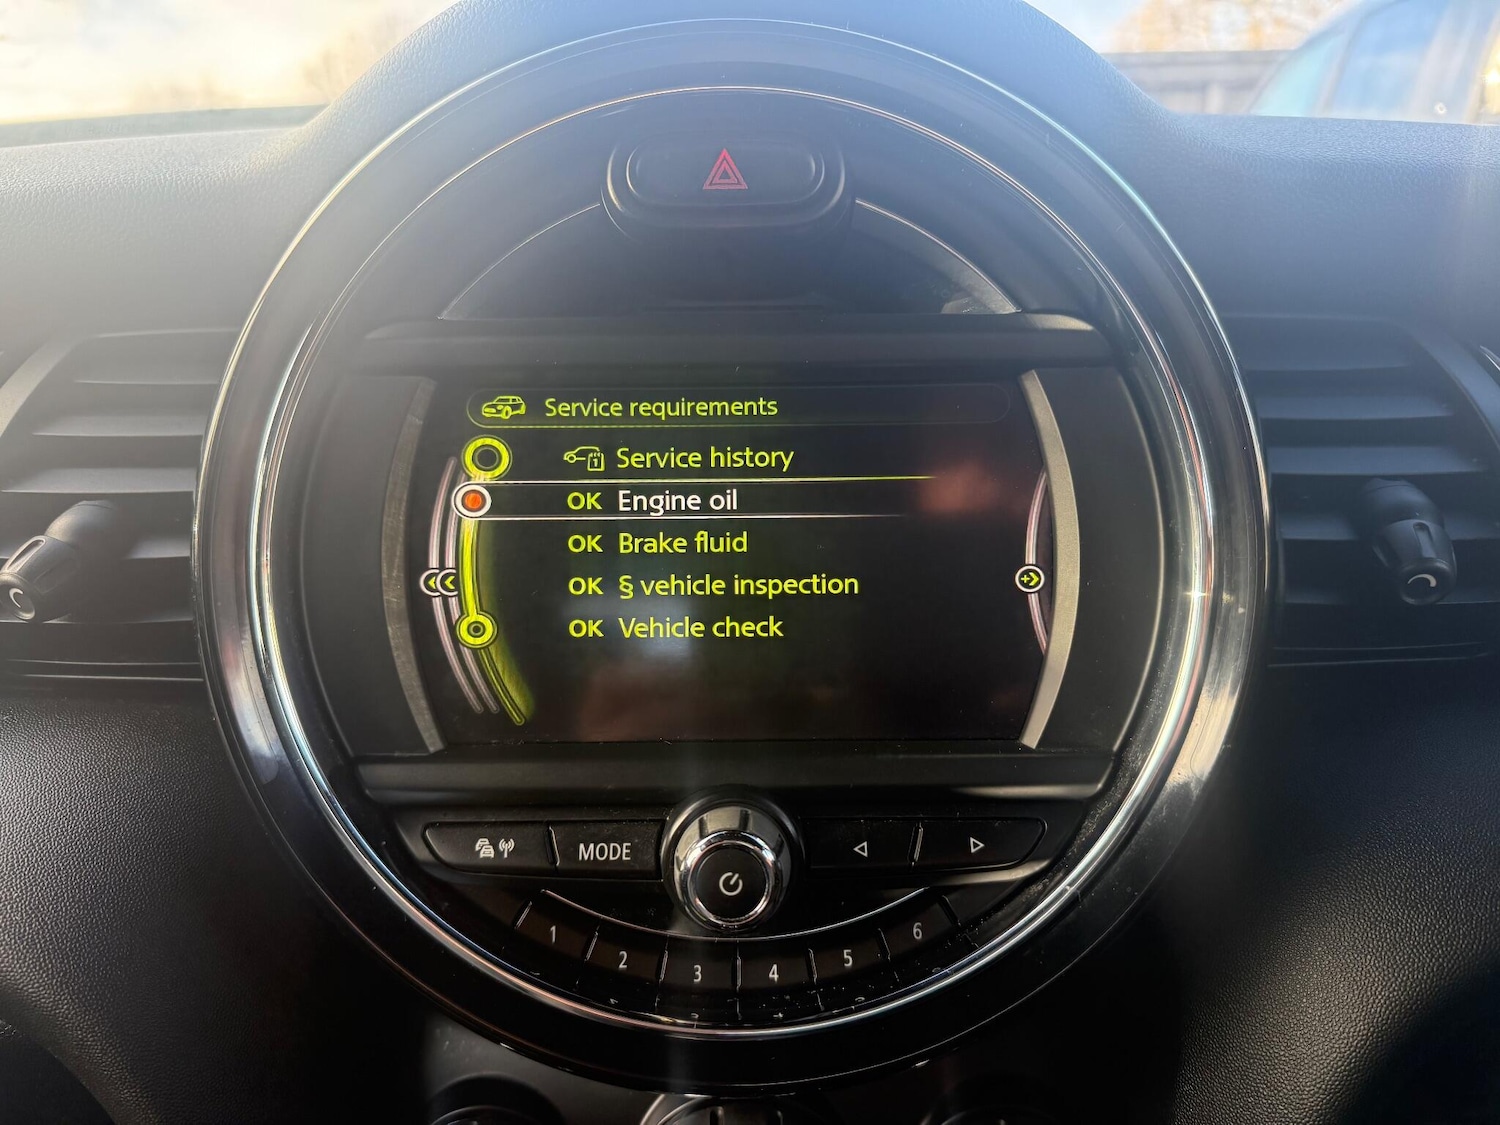 Service requirements
1 Service history
OK Engine oil
OK Brake fluid
OK § vehicle inspection
OK Vehicle check
MODE
1 2 3 4 5 6